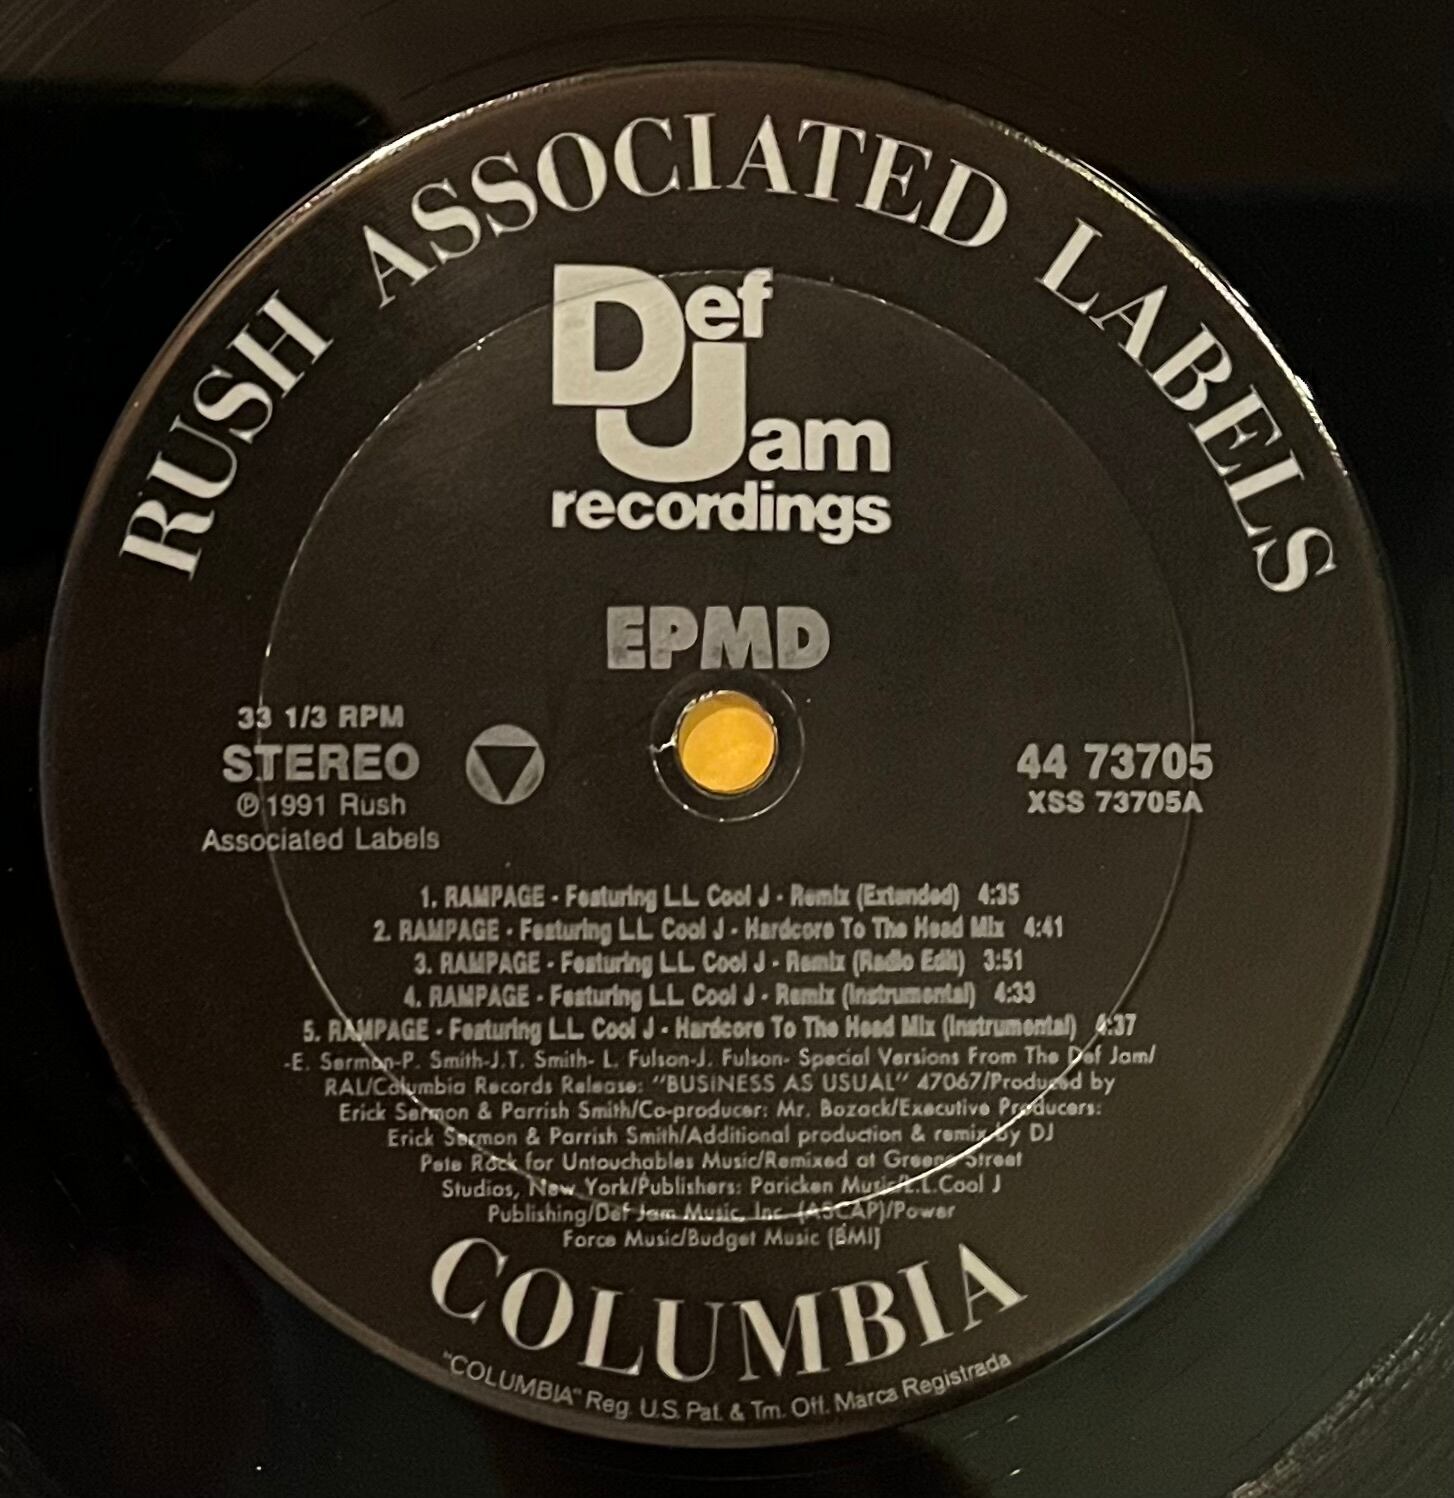 RUSH ASSOCIATED LABELS
Def
Jam
recordings
EPMD
33 1/3 RPM
STEREO
℗ 1991 Rush
Associated Labels
44 73705
XSS 73705A
1. RAMPAGE - Featuring L.L. Cool J - Remix (Extended) 4:35
2. RAMPAGE - Featuring L.L. Cool J - Hardcore To The Head Mix 4:41
3. RAMPAGE - Featuring L.L. Cool J - Remix (Radio Edit) 3:51
4. RAMPAGE - Featuring L.L. Cool J - Remix (Instrumental) 4:33
5. RAMPAGE - Featuring L.L. Cool J - Hardcore To The Head Mix (Instrumental) 4:37
-E. Sermon-P. Smith-J.T. Smith- L. Fulson-J. Fulson- Special Versions From The Def Jam/
RAL/Columbia Records Release: "BUSINESS AS USUAL" 47067/Produced by
Erick Sermon & Parrish Smith/Co-producer: Mr. Bozack/Executive Producers:
Erick Sermon & Parrish Smith/Additional production & remix by DJ
Pete Rock for Untouchables Music/Remixed at Greene Street
Studios, New York/Publishers: Paricken Music/L.L.Cool J
Publishing/Def Jam Music, Inc. (ASCAP)/Power
Force Music/Budget Music (BMI)
COLUMBIA
"COLUMBIA" Reg. U.S. Pat. & Tm. Off. Marca Registrada